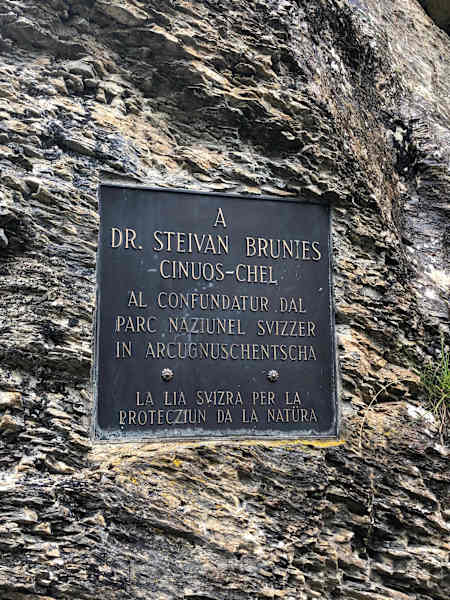 A
DR. STEIVAN BRUNIES
CINUOS-CHEL
AL CONFUNDATUR DAL
PARC NAZIUNEL SVIZZER
IN ARCUGNUSCHENTSCHA
LA LIA SVIZRA PER LA
PROTECZIUN DA LA NATÜRA